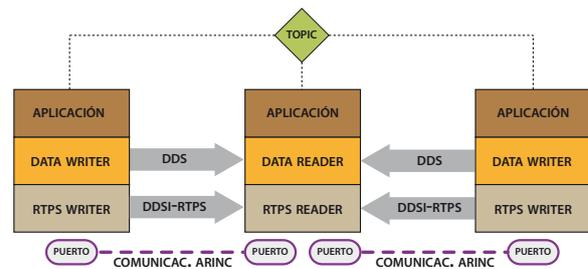 TOPIC
APLICACIÓN
APLICACIÓN
APLICACIÓN
DATA WRITER
DDS
DATA READER
DDS
DATA WRITER
RTPS WRITER
DDSI-RTPS
RTPS READER
DDSI-RTPS
RTPS WRITER
PUERTO
COMUNICAC. ARINC
PUERTO
PUERTO
COMUNICAC. ARINC
PUERTO